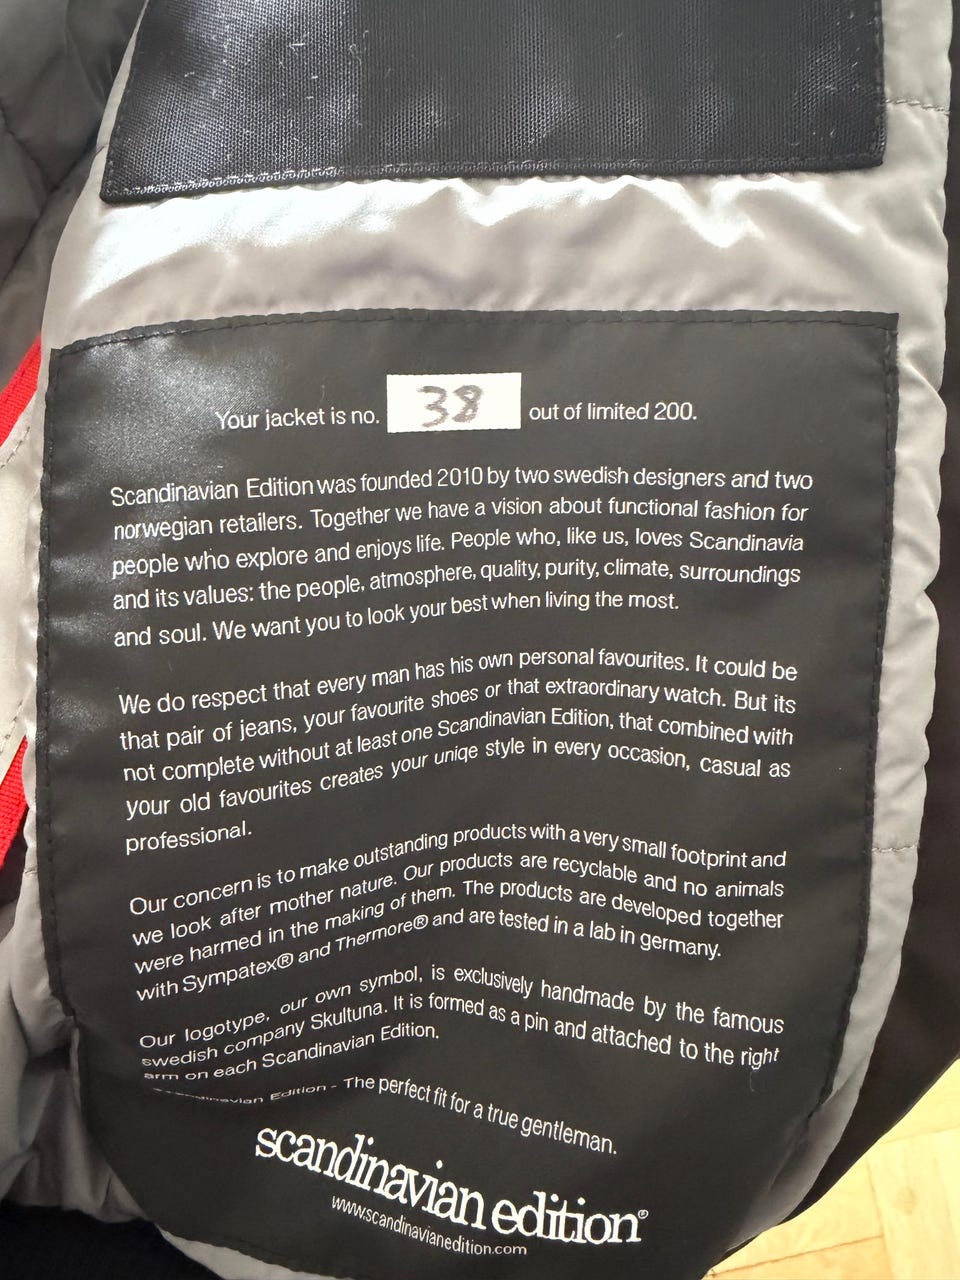 Your jacket is no. 38 out of limited 200.
Scandinavian Edition was founded 2010 by two swedish designers and two
norwegian retailers. Together we have a vision about functional fashion for
people who explore and enjoys life. People who, like us, loves Scandinavia
and its values: the people, atmosphere, quality, purity, climate, surroundings
and soul. We want you to look your best when living the most.
We do respect that every man has his own personal favourites. It could be
that pair of jeans, your favourite shoes or that extraordinary watch. But its
not complete without at least one Scandinavian Edition, that combined with
your old favourites creates your uniqe style in every occasion, casual as
professional.
Our concern is to make outstanding products with a very small footprint and
we look after mother nature. Our products are recyclable and no animals
were harmed in the making of them. The products are developed together
with Sympatex® and Thermore® and are tested in a lab in germany.
Our logotype, our own symbol, is exclusively handmade by the famous
swedish company Skultuna. It is formed as a pin and attached to the right
arm on each Scandinavian Edition.
Scandinavian Edition - The perfect fit for a true gentleman.
scandinavian edition®
www.scandinavianedition.com